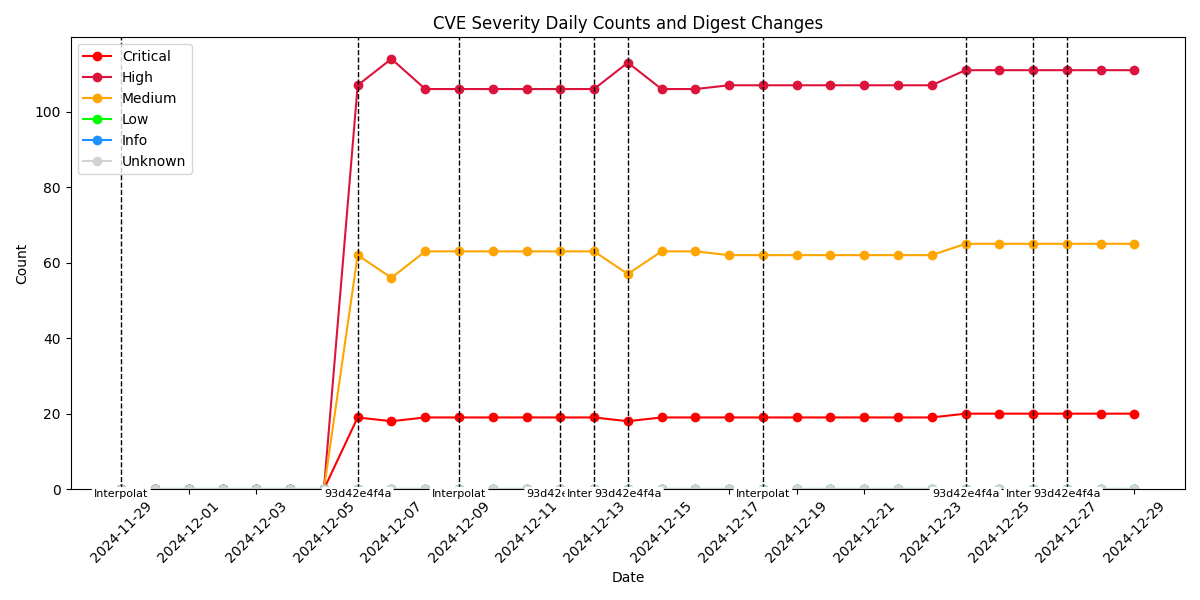 CVE Severity Daily Counts and Digest Changes
Critical
High
Medium
Low
Info
Unknown
Count
100
80
60
40
20
0
Interpolat
93d42e4f4a
Interpolat
93d42e
Inter
93d42e4f4a
Interpolat
93d42e4f4a
Inter
93d42e4f4a
2024-11-29
2024-12-01
2024-12-03
2024-12-05
2024-12-07
2024-12-09
2024-12-11
2024-12-13
2024-12-15
2024-12-17
2024-12-19
2024-12-21
2024-12-23
2024-12-25
2024-12-27
2024-12-29
Date